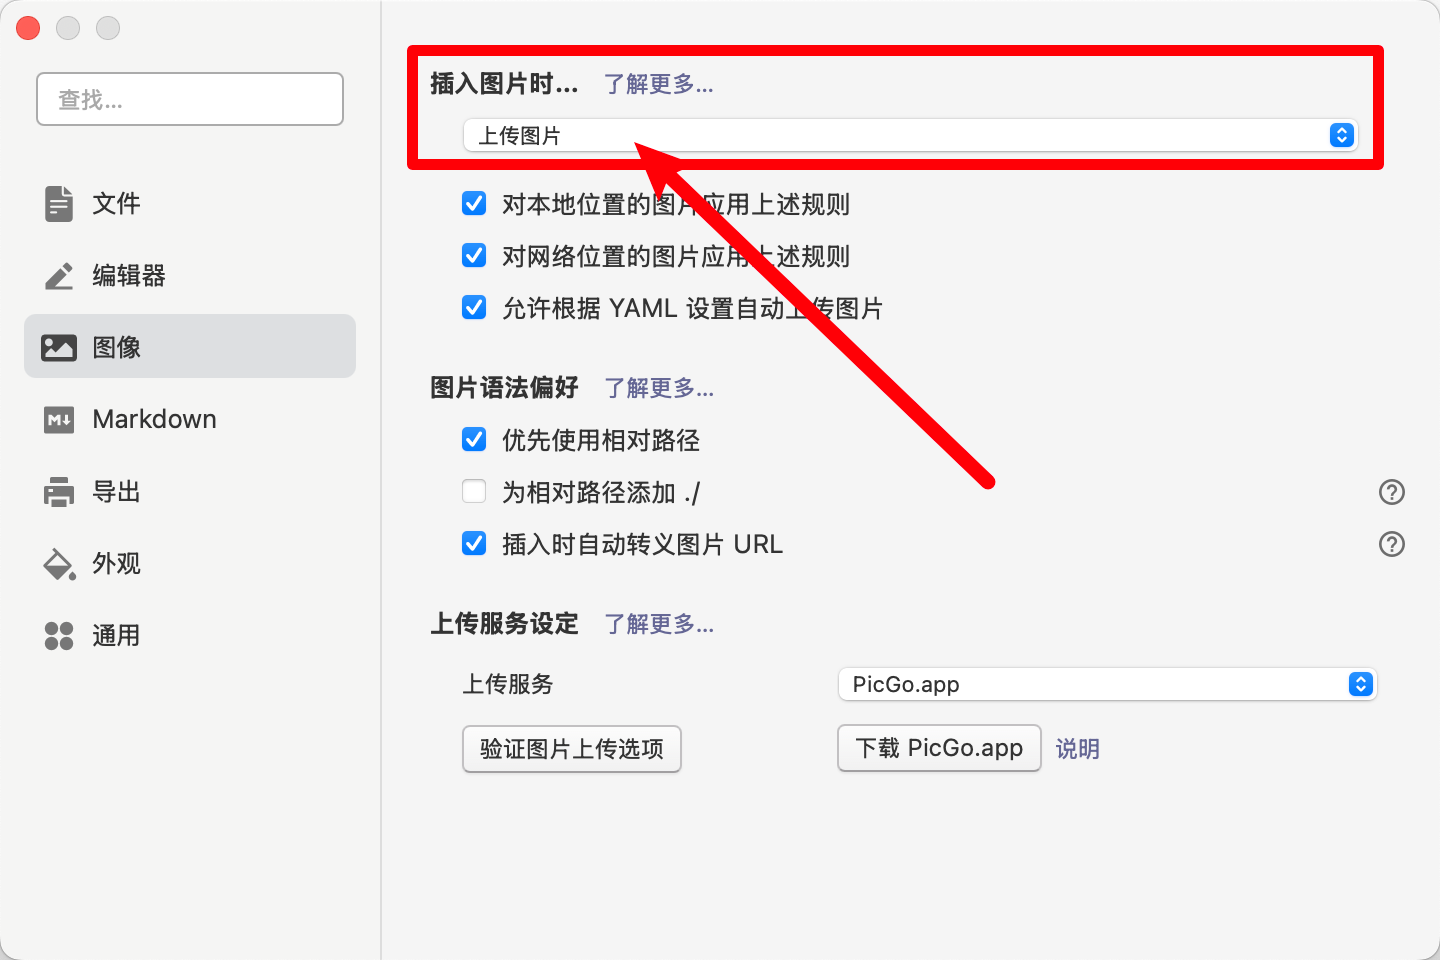 查找...
文件
编辑器
图像
Markdown
导出
外观
通用
插入图片时... 了解更多...
上传图片
对本地位置的图片应用上述规则
对网络位置的图片应用上述规则
允许根据 YAML 设置自动上传图片
图片语法偏好 了解更多...
优先使用相对路径
为相对路径添加 ./
插入时自动转义图片 URL
上传服务设定 了解更多...
上传服务 PicGo.app
验证图片上传选项 下载 PicGo.app 说明